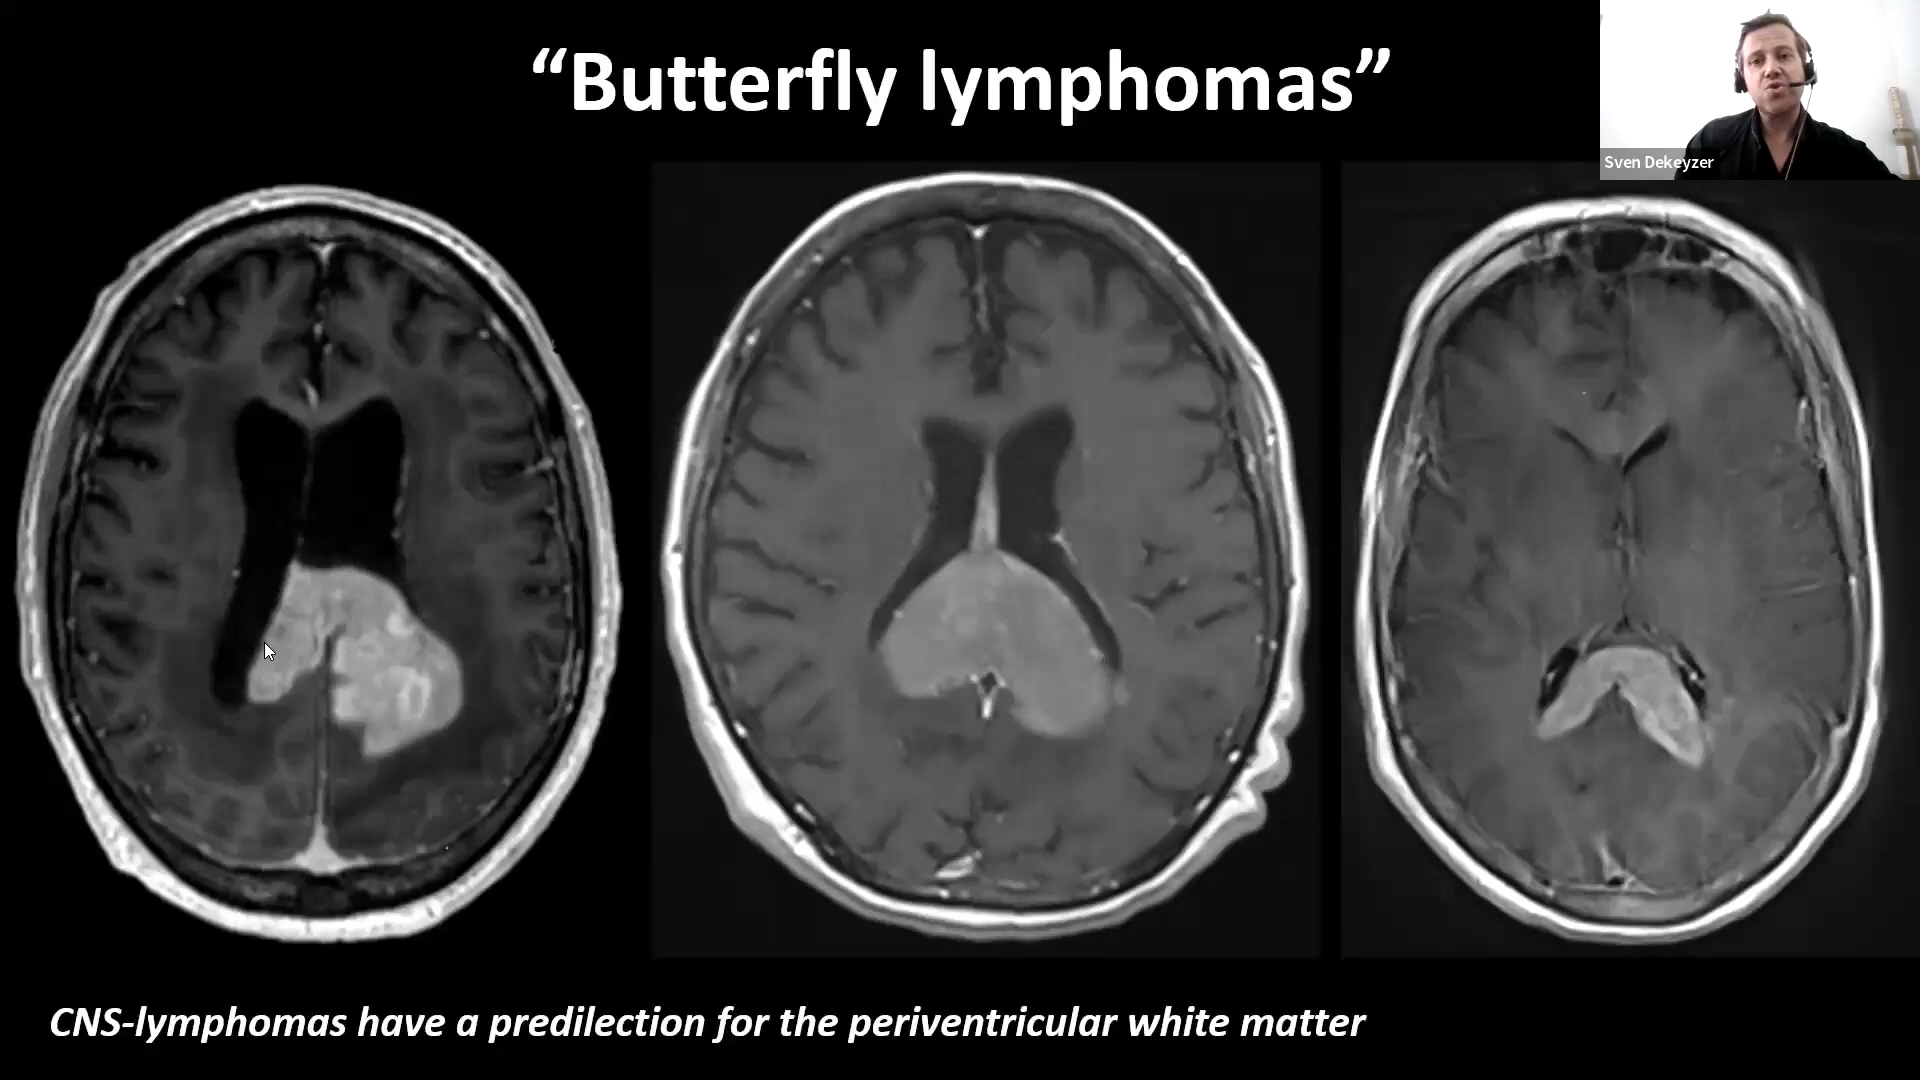 “Butterfly lymphomas”
Sven Dekeyzer
CNS-lymphomas have a predilection for the periventricular white matter